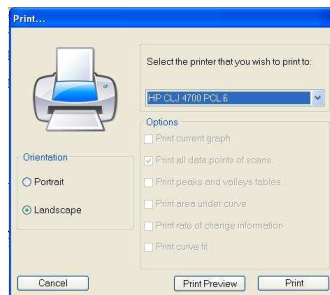 Print...
Select the printer that you wish to print to:
HP CLJ 4700 PCL 6
Options
Print current graph
Print all data points of scans.
Print peaks and valleys tables.
Print area under curve
Print rate of change information
Print curve fit
Orientation
Portrait
Landscape
Cancel
Print Preview
Print